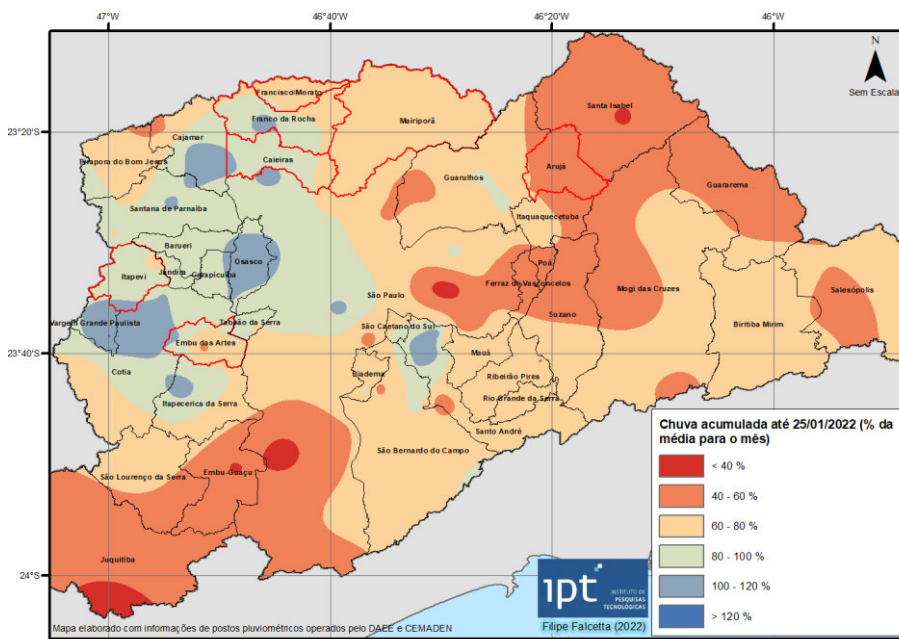 47°W
46°40'W
46°20'W
46°W
N
Sem Escala
23°20'S
23°40'S
24°S
Francisco Morato
Franco da Rocha
Mairiporã
Santa Isabel
Cajamar
Caieiras
Pirapora do Bom Jesus
Arujá
Guarulhos
Guararema
Santana de Parnaíba
Itaquaquecetuba
Barueri
Osasco
Itapevi
Jandira
Carapicuíba
Poá
Ferraz de Vasconcelos
Mogi das Cruzes
Salesópolis
São Paulo
Suzano
Vargem Grande Paulista
Taboão da Serra
São Caetano do Sul
Biritiba Mirim
Embu das Artes
Mauá
Cotia
Diadema
Ribeirão Pires
Itapecerica da Serra
Rio Grande da Serra
Santo André
São Bernardo do Campo
São Lourenço da Serra
Embu-Guaçu
Juquitiba
Chuva acumulada até 25/01/2022 (% da
média para o mês)
< 40 %
40 - 60 %
60 - 80 %
80 - 100 %
100 - 120 %
> 120 %
ipt
INSTITUTO DE
PESQUISAS
TECNOLÓGICAS
Filipe Falcetta (2022)
Mapa elaborado com informações de postos pluviométricos operados pelo DAEE e CEMADEN